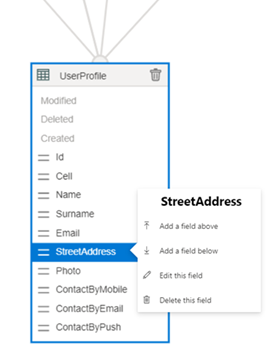 UserProfile
Modified
Deleted
Created
Id
Cell
Name
Surname
Email
StreetAddress
Photo
ContactByMobile
ContactByEmail
ContactByPush
StreetAddress
Add a field above
Add a field below
Edit this field
Delete this field